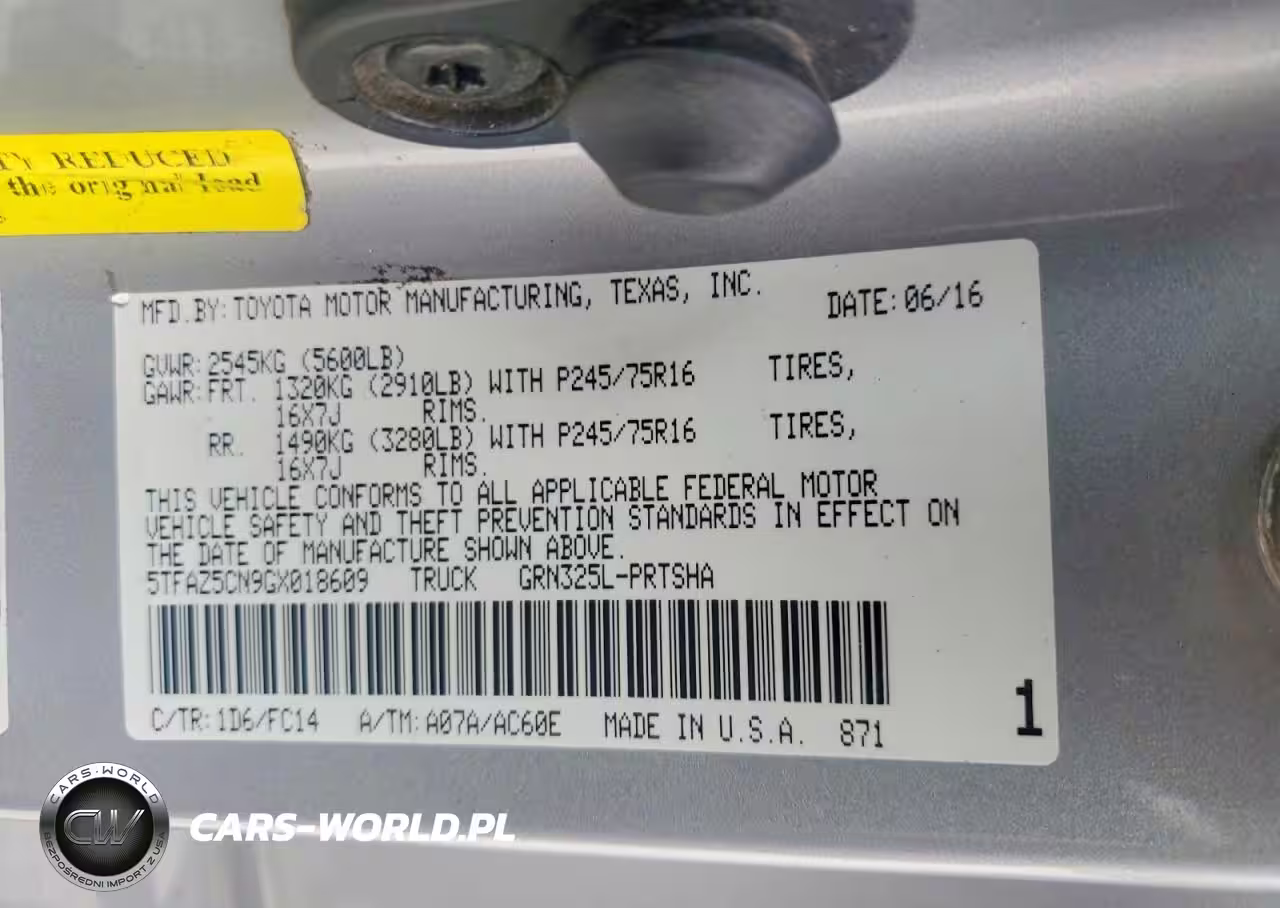 TY REDUCED
the original load
MFD.BY: TOYOTA MOTOR MANUFACTURING, TEXAS, INC. DATE: 06/16
GVWR: 2545KG (5600LB)
GAWR: FRT. 1320KG (2910LB) WITH P245/75R16 TIRES,
16X7J RIMS.
RR. 1490KG (3280LB) WITH P245/75R16 TIRES,
16X7J RIMS.
THIS VEHICLE CONFORMS TO ALL APPLICABLE FEDERAL MOTOR
VEHICLE SAFETY AND THEFT PREVENTION STANDARDS IN EFFECT ON
THE DATE OF MANUFACTURE SHOWN ABOVE.
5TFAZ5CN9GX018609 TRUCK GRN325L-PRTSHA
C/TR: 1D6/FC14 A/TM: A07A/AC60E MADE IN U.S.A. 871
1
CARS-WORLD
CW
BEZPOŚREDNI IMPORT Z USA
CARS-WORLD.PL